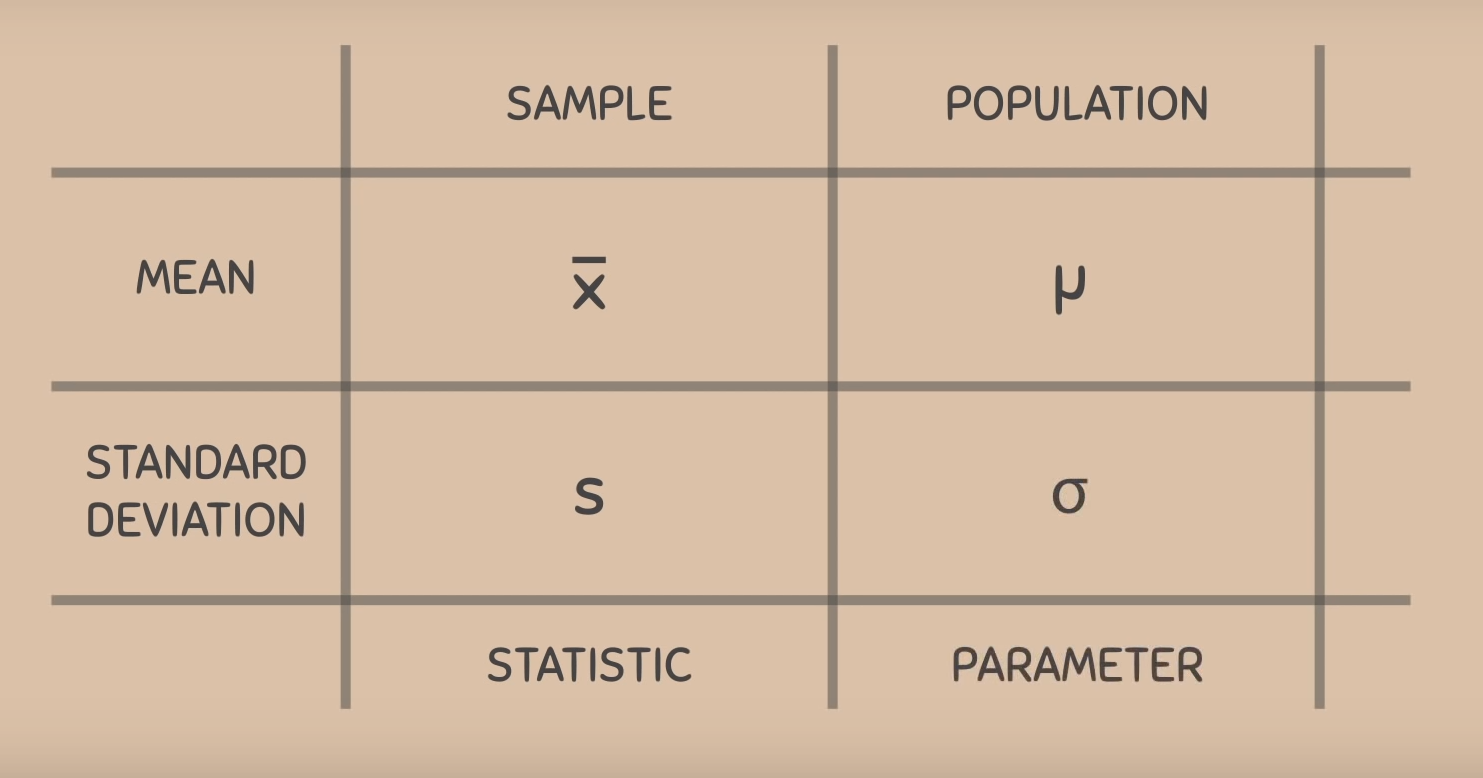 SAMPLE
POPULATION
MEAN
x̅
μ
STANDARD
DEVIATION
s
σ
STATISTIC
PARAMETER